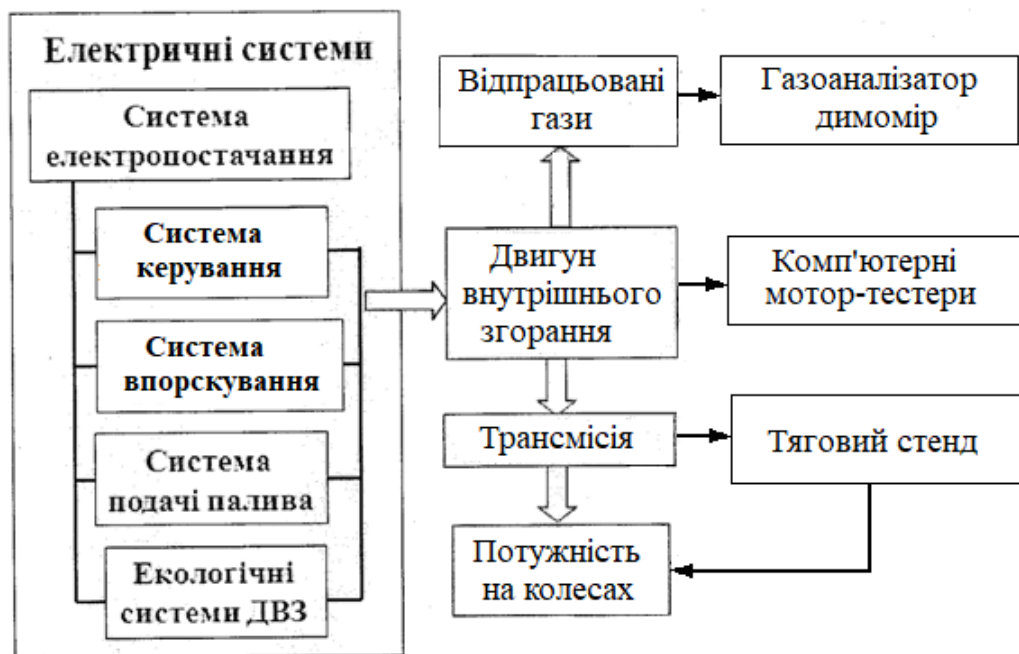 Електричні системи
Система
електропостачання
Система
керування
Система
впорскування
Система
подачі палива
Екологічні
системи ДВЗ
Відпрацьовані
гази
Газоаналізатор
димомір
Двигун
внутрішнього
згорання
Комп'ютерні
мотор-тестери
Трансмісія
Тяговий стенд
Потужність
на колесах